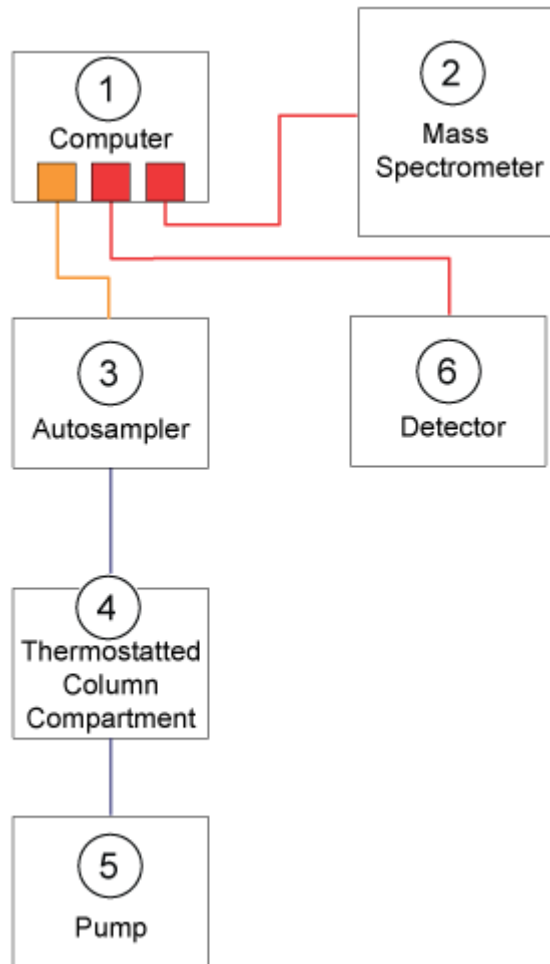 1
Computer
2
Mass
Spectrometer
3
Autosampler
6
Detector
4
Thermostatted
Column
Compartment
5
Pump